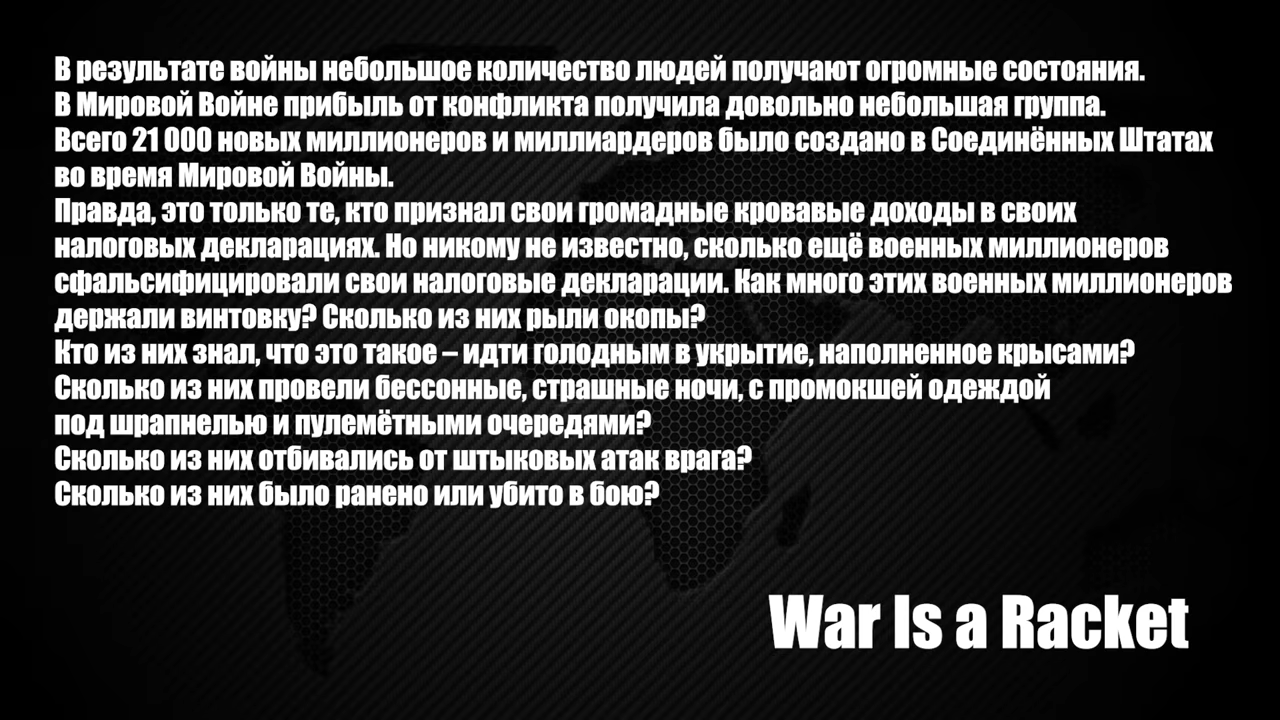 В результате войны небольшое количество людей получают огромные состояния.
В Мировой Войне прибыль от конфликта получила довольно небольшая группа.
Всего 21 000 новых миллионеров и миллиардеров было создано в Соединённых Штатах
во время Мировой Войны.
Правда, это только те, кто признал свои громадные кровавые доходы в своих
налоговых декларациях. Но никому не известно, сколько ещё военных миллионеров
сфальсифицировали свои налоговые декларации. Как много этих военных миллионеров
держали винтовку? Сколько из них рыли окопы?
Кто из них знал, что это такое – идти голодным в укрытие, наполненное крысами?
Сколько из них провели бессонные, страшные ночи, с промокшей одеждой
под шрапнелью и пулемётными очередями?
Сколько из них отбивались от штыковых атак врага?
Сколько из них было ранено или убито в бою?
War Is a Racket